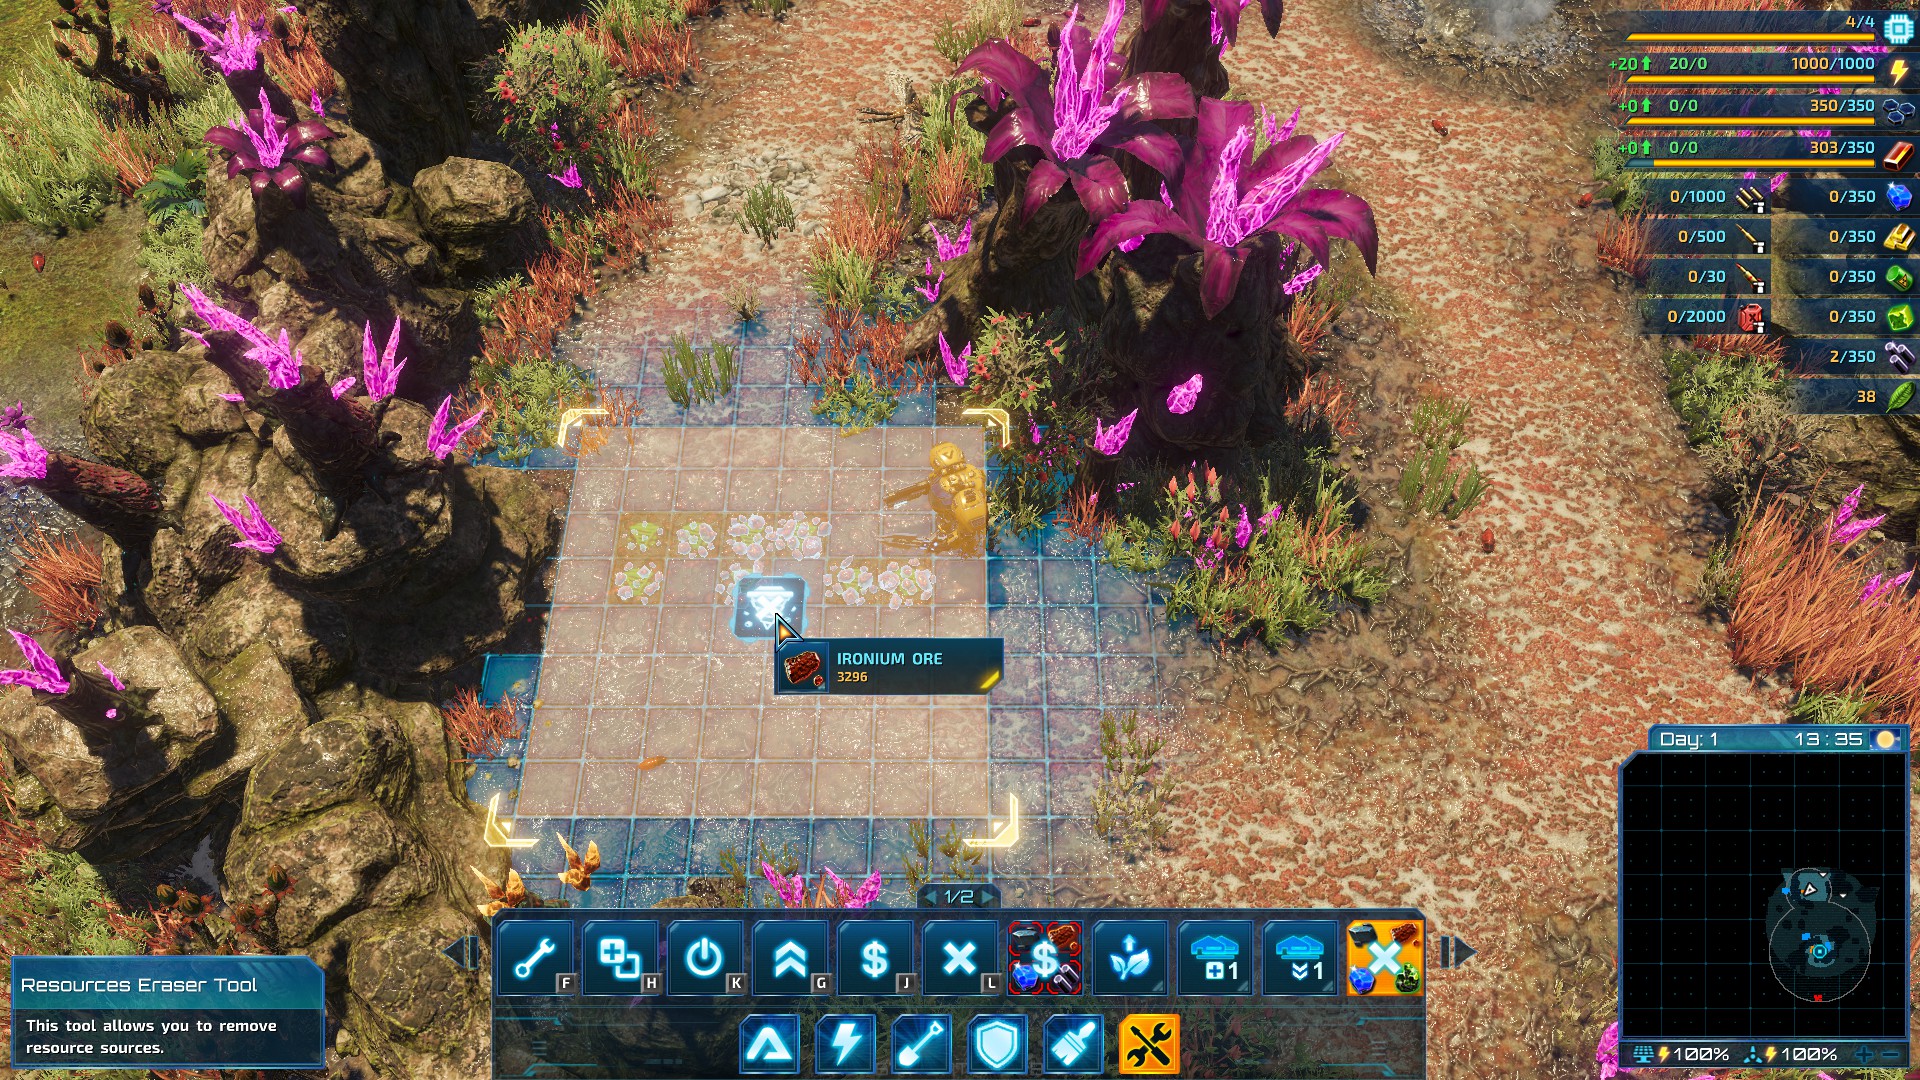 4/4
+20 20/0 1000/1000
+0 0/0 350/350
+0 0/0 303/350
0/1000 0/350
0/500 0/350
0/30 0/350
0/2000 0/350
2/350
38
IRONIUM ORE
3296
Day: 1 13:35
1/2
F H K G J L $ 1 1
Resources Eraser Tool
This tool allows you to remove
resource sources.
100% 100%